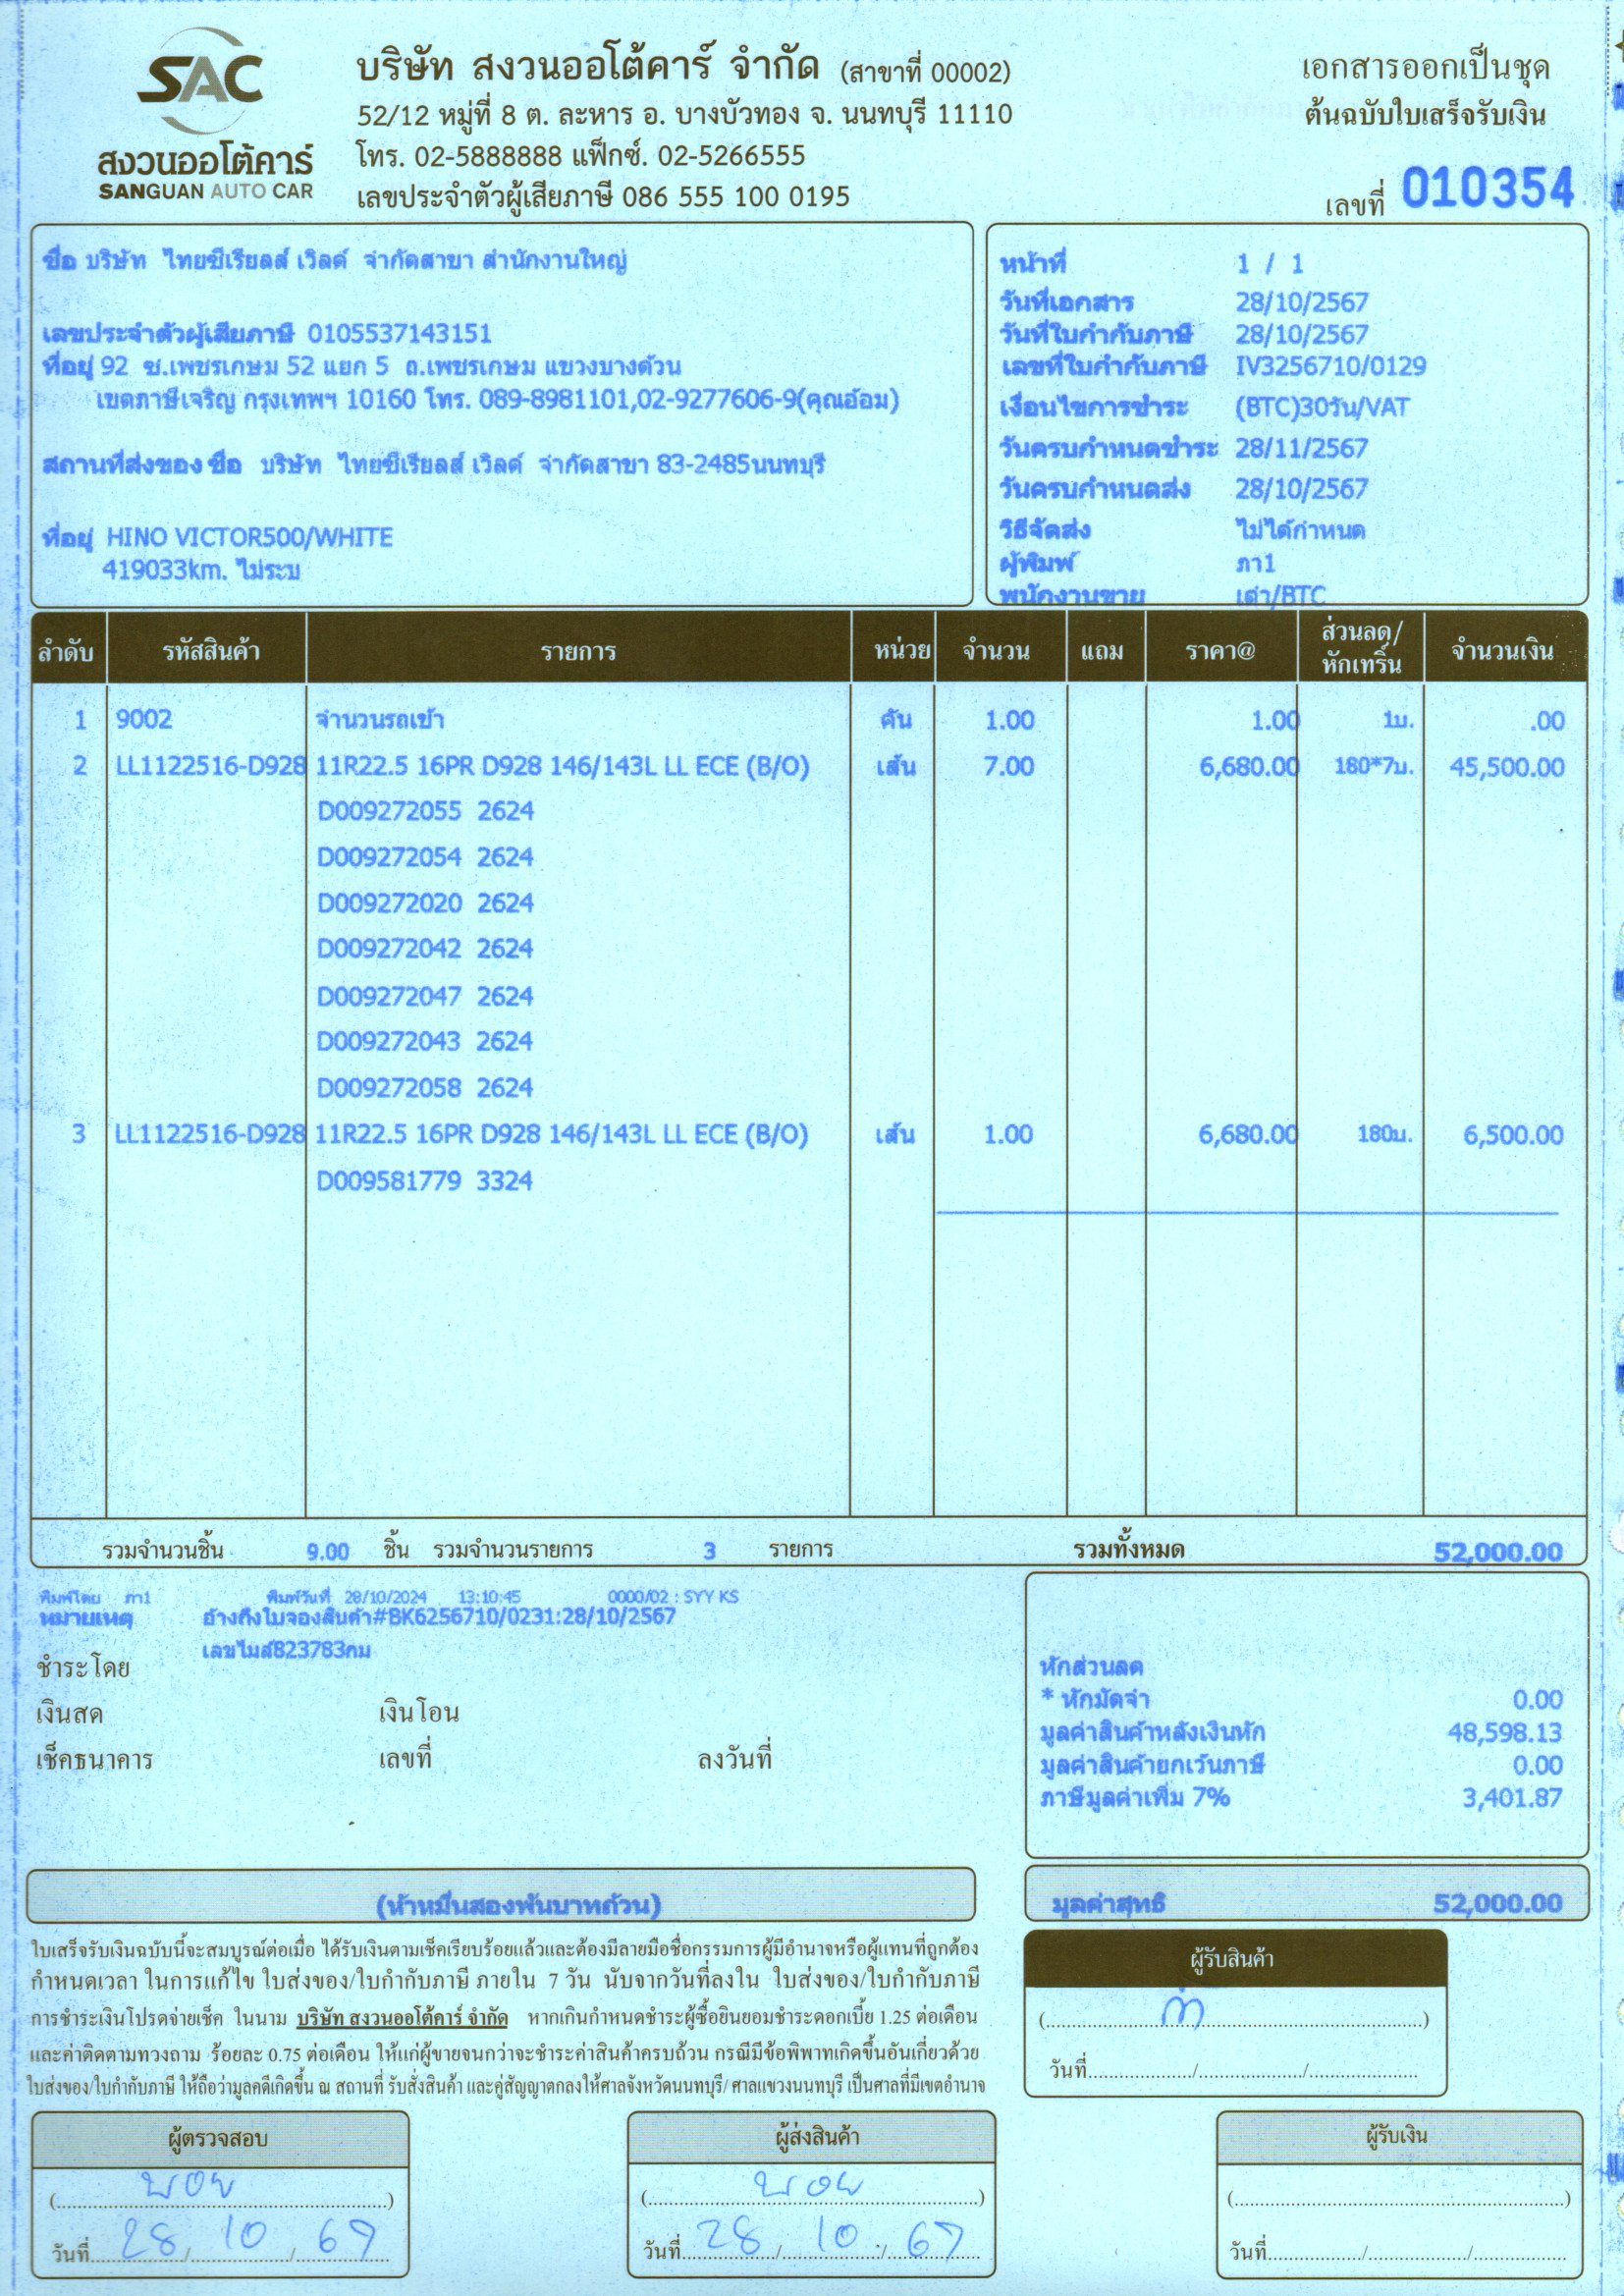 SAC
สงวนออโต้คาร์
SANGUAN AUTO CAR
บริษัท สงวนออโต้คาร์ จำกัด (สาขาที่ 00002)
52/12 หมู่ที่ 8 ต. ละหาร อ. บางบัวทอง จ. นนทบุรี 11110
โทร. 02-5888888 แฟ็กซ์. 02-5266555
เลขประจำตัวผู้เสียภาษี 086 555 100 0195
เอกสารออกเป็นชุด
ต้นฉบับใบเสร็จรับเงิน
เลขที่ 010354
ชื่อ บริษัท ไทยซีเรียลส์ เวิลด์ จำกัดสาขา สำนักงานใหญ่
เลขประจำตัวผู้เสียภาษี 0105537143151
ที่อยู่ 92 ซ.เพชรเกษม 52 แยก 5 ถ.เพชรเกษม แขวงบางด้วน
เขตภาษีเจริญ กรุงเทพฯ 10160 โทร. 089-8981101,02-9277606-9(คุณอ้อม)
สถานที่ส่งของ ชื่อ บริษัท ไทยซีเรียลส์ เวิลด์ จำกัดสาขา 83-2485นนทบุรี
ที่อยู่ HINO VICTOR500/WHITE
419033km. ไม่ระบ
หน้าที่ 1 / 1
วันที่เอกสาร 28/10/2567
วันที่ใบกำกับภาษี 28/10/2567
เลขที่ใบกำกับภาษี IV3256710/0129
เงื่อนไขการชำระ (BTC)30วัน/VAT
วันครบกำหนดชำระ 28/11/2567
วันครบกำหนดส่ง 28/10/2567
วิธีจัดส่ง ไม่ได้กำหนด
ผู้พิมพ์ ภา1
พนักงานขาย เต่า/BTC
ลำดับ รหัสสินค้า รายการ หน่วย จำนวน แถม ราคา@ ส่วนลด/หักเทริ์น จำนวนเงิน
1 9002 จำนวนรถเข้า คัน 1.00 1.00 1บ. .00
2 LL1122516-D928 11R22.5 16PR D928 146/143L LL ECE (B/O) เส้น 7.00 6,680.00 180*7บ. 45,500.00
D009272055 2624
D009272054 2624
D009272020 2624
D009272042 2624
D009272047 2624
D009272043 2624
D009272058 2624
3 LL1122516-D928 11R22.5 16PR D928 146/143L LL ECE (B/O) เส้น 1.00 6,680.00 180บ. 6,500.00
D009581779 3324
รวมจำนวนชิ้น 9.00 ชิ้น รวมจำนวนรายการ 3 รายการ รวมทั้งหมด 52,000.00
พิมพ์โดย ภา1 พิมพ์วันที่ 28/10/2024 13:10:45 0000/02 : SYY KS
หมายเหตุ อ้างถึงใบจองสินค้า#BK6256710/0231:28/10/2567
เลขไมล์823783กม
ชำระโดย
เงินสด เงินโอน
เช็คธนาคาร เลขที่ ลงวันที่
หักส่วนลด
* หักมัดจำ 0.00
มูลค่าสินค้าหลังเงินหัก 48,598.13
มูลค่าสินค้ายกเว้นภาษี 0.00
ภาษีมูลค่าเพิ่ม 7% 3,401.87
(ห้าหมื่นสองพันบาทถ้วน)
มูลค่าสุทธิ 52,000.00
ใบเสร็จรับเงินฉบับนี้จะสมบูรณ์ต่อเมื่อ ได้รับเงินตามเช็คเรียบร้อยแล้วและต้องมีลายมือชื่อกรรมการผู้มีอำนาจหรือผู้แทนที่ถูกต้อง
กำหนดเวลา ในการแก้ไข ใบส่งของ/ใบกำกับภาษี ภายใน 7 วัน นับจากวันที่ลงใน ใบส่งของ/ใบกำกับภาษี
การชำระเงินโปรดจ่ายเช็ค ในนาม บริษัท สงวนออโต้คาร์ จำกัด หากเกินกำหนดชำระผู้ซื้อยินยอมชำระดอกเบี้ย 1.25 ต่อเดือน
และค่าติดตามทวงถาม ร้อยละ 0.75 ต่อเดือน ให้แก่ผู้ขายจนกว่าจะชำระค่าสินค้าครบถ้วน กรณีมีข้อพิพาทเกิดขึ้นอันเกี่ยวด้วย
ใบส่งของ/ใบกำกับภาษี ให้ถือว่ามูลคดีเกิดขึ้น ณ สถานที่ รับสั่งสินค้า และคู่สัญญาตกลงให้ศาลจังหวัดนนทบุรี/ ศาลแขวงนนทบุรี เป็นศาลที่มีเขตอำนาจ
ผู้รับสินค้า
วันที่
ผู้ตรวจสอบ
วันที่ 28 / 10 / 67
ผู้ส่งสินค้า
วันที่ 28 / 10 / 67
ผู้รับเงิน
วันที่